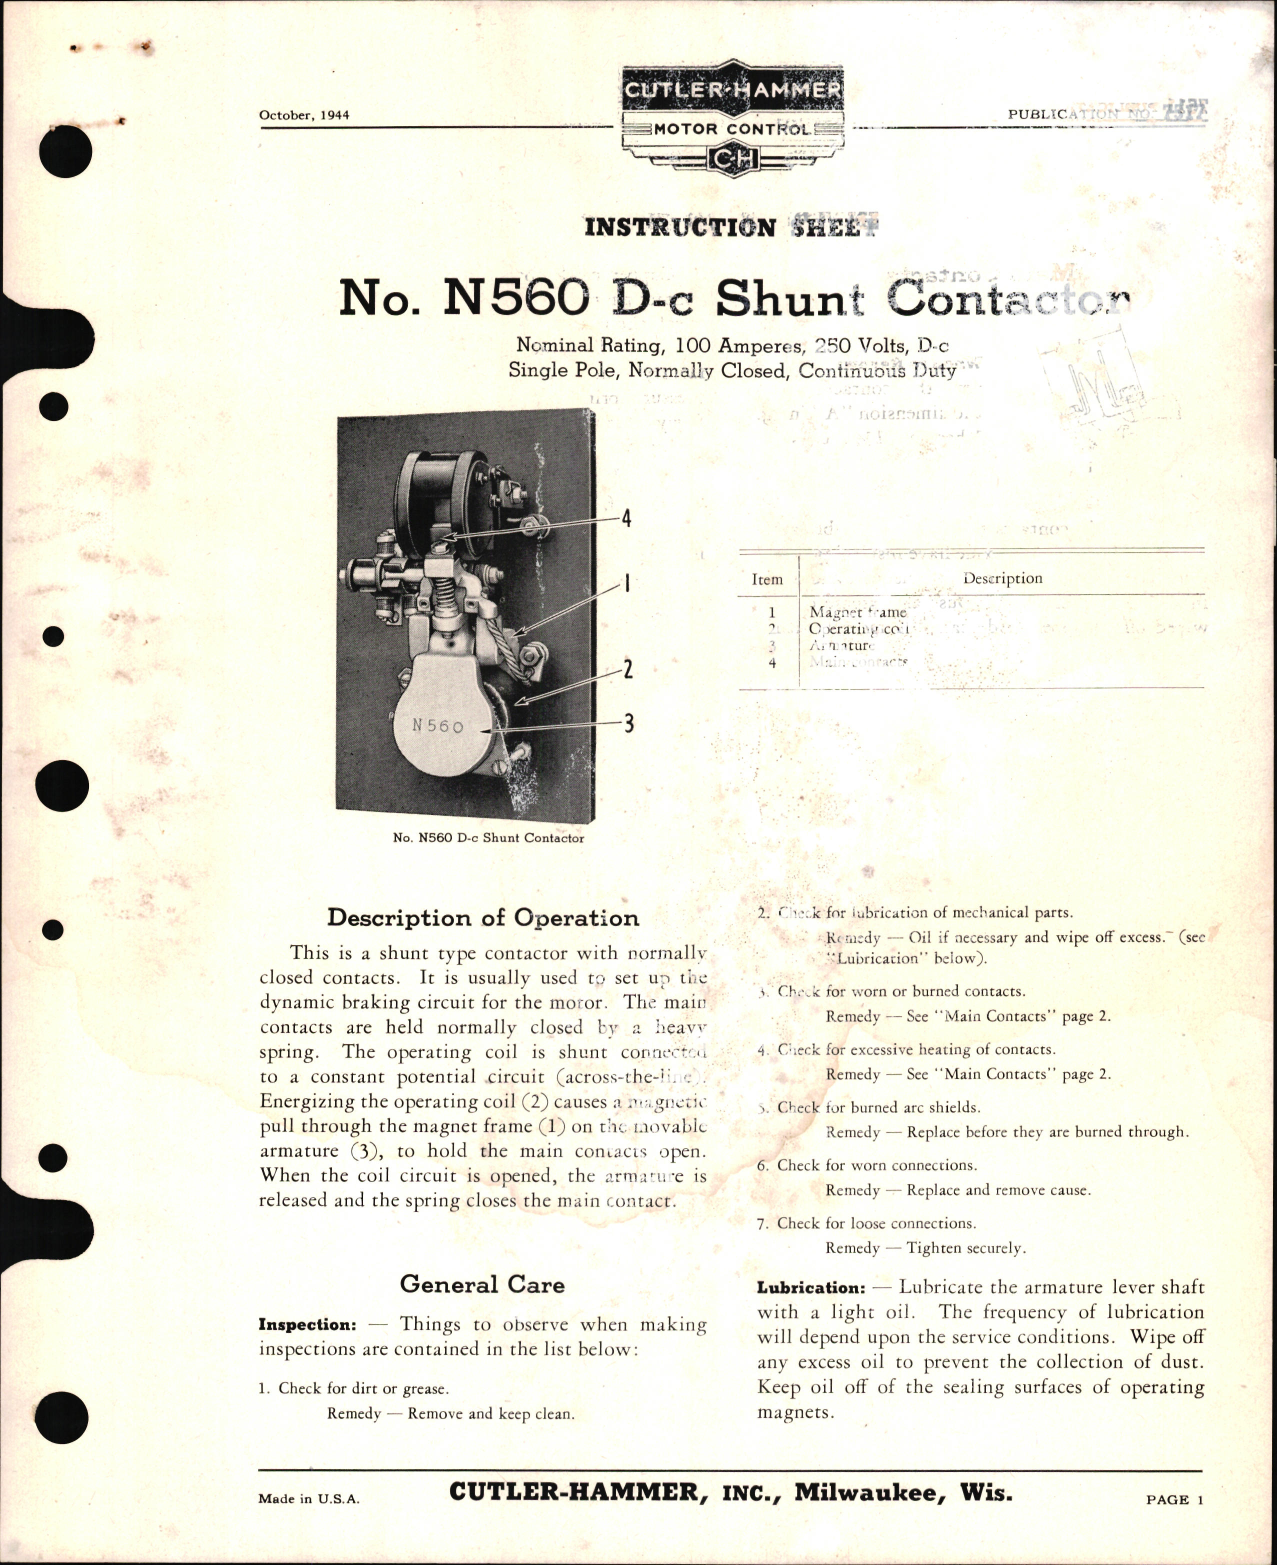 October, 1944
CUTLER-HAMMER
MOTOR CONTROL
C-H
PUBLICATION NO.
INSTRUCTION SHEET
No. N560 D-c Shunt Contactor
Nominal Rating, 100 Amperes, 250 Volts, D-c
Single Pole, Normally Closed, Continuous Duty
4
1
2
3
N560
No. N560 D-c Shunt Contactor
Item Description
1 Magnet frame
2 Operating coil
3 Armature
4 Main contacts
Description of Operation
This is a shunt type contactor with normally
closed contacts. It is usually used to set up the
dynamic braking circuit for the motor. The main
contacts are held normally closed by a heavy
spring. The operating coil is shunt connected
to a constant potential circuit (across-the-line).
Energizing the operating coil (2) causes a magnetic
pull through the magnet frame (1) on the movable
armature (3), to hold the main contacts open.
When the coil circuit is opened, the armature is
released and the spring closes the main contact.
General Care
Inspection: — Things to observe when making
inspections are contained in the list below:
1. Check for dirt or grease.
Remedy — Remove and keep clean.
2. Check for lubrication of mechanical parts.
Remedy — Oil if necessary and wipe off excess. (see
"Lubrication" below).
3. Check for worn or burned contacts.
Remedy — See "Main Contacts" page 2.
4. Check for excessive heating of contacts.
Remedy — See "Main Contacts" page 2.
5. Check for burned arc shields.
Remedy — Replace before they are burned through.
6. Check for worn connections.
Remedy — Replace and remove cause.
7. Check for loose connections.
Remedy — Tighten securely.
Lubrication: — Lubricate the armature lever shaft
with a light oil. The frequency of lubrication
will depend upon the service conditions. Wipe off
any excess oil to prevent the collection of dust.
Keep oil off of the sealing surfaces of operating
magnets.
Made in U.S.A.
CUTLER-HAMMER, INC., Milwaukee, Wis.
PAGE 1